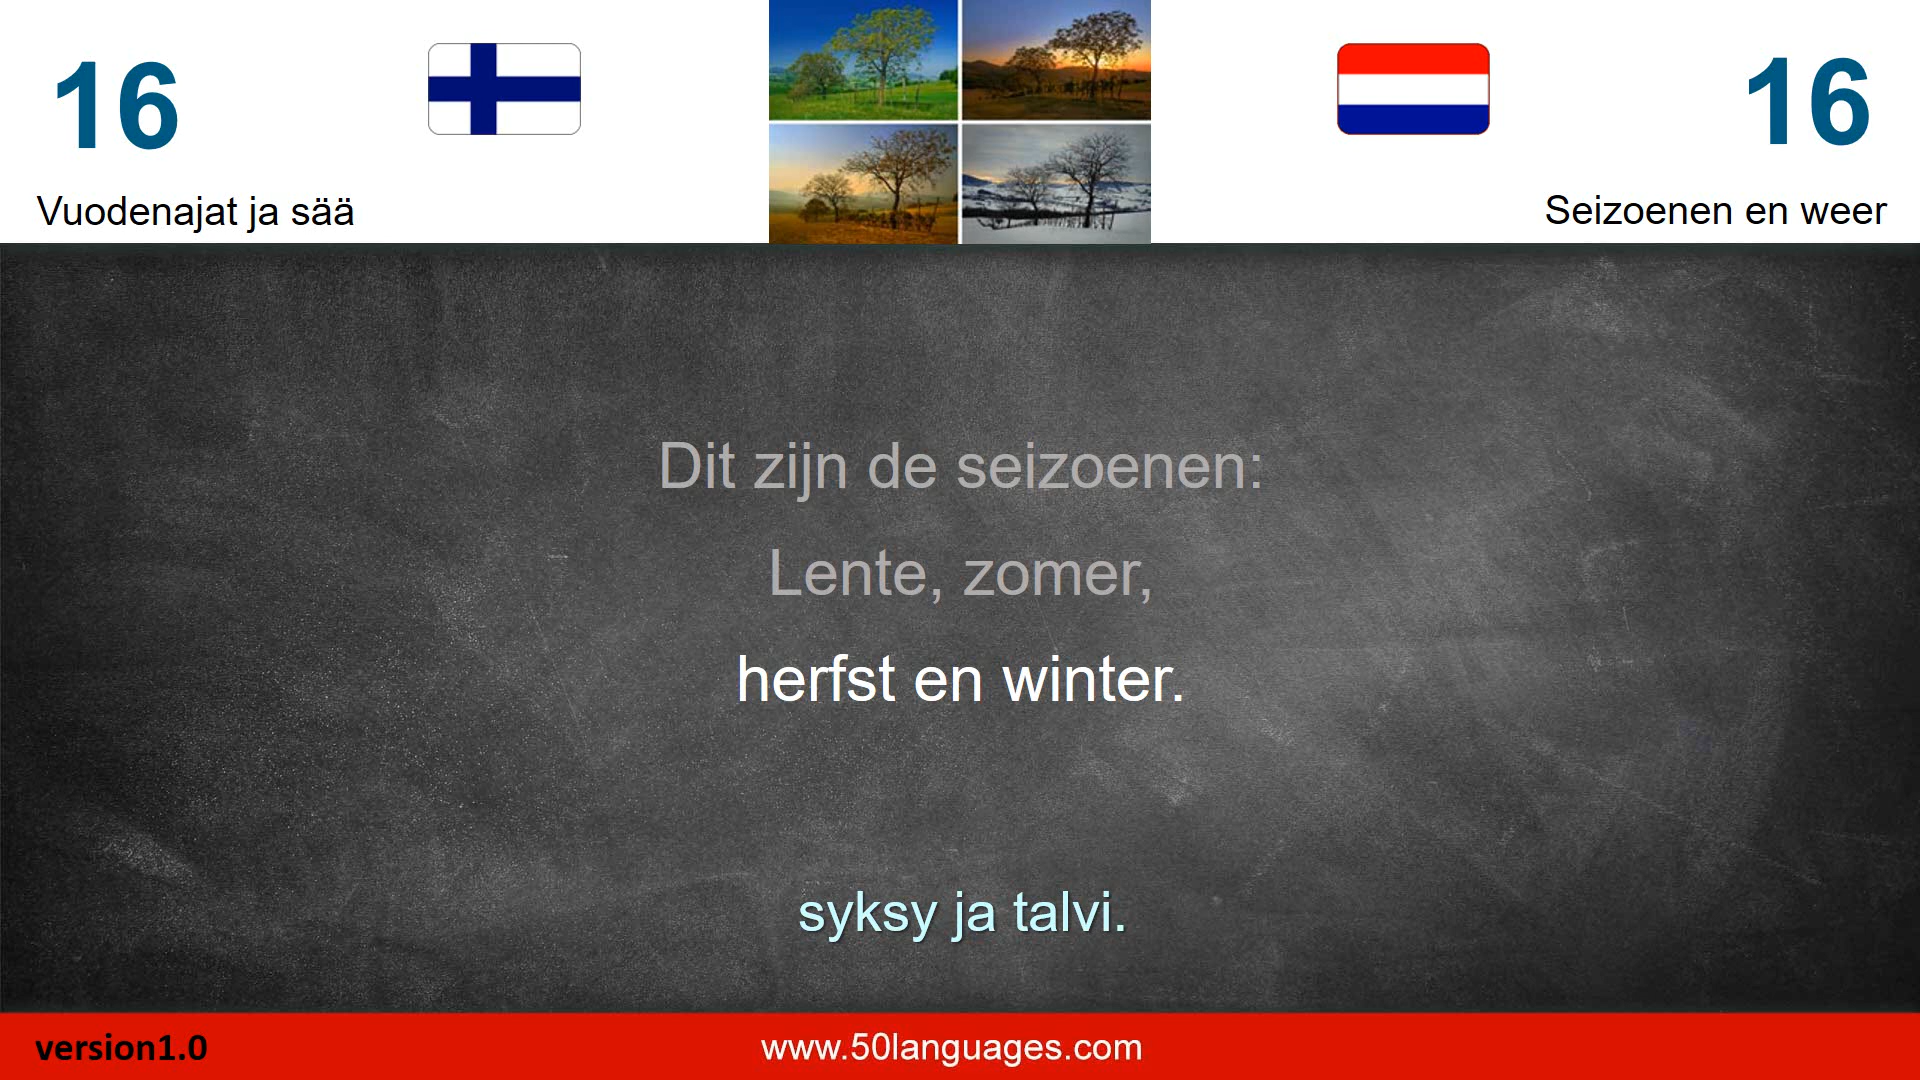 16
16
Vuodenajat ja sää
Seizoenen en weer
Dit zijn de seizoenen:
Lente, zomer,
herfst en winter.
syksy ja talvi.
version1.0
www.50languages.com